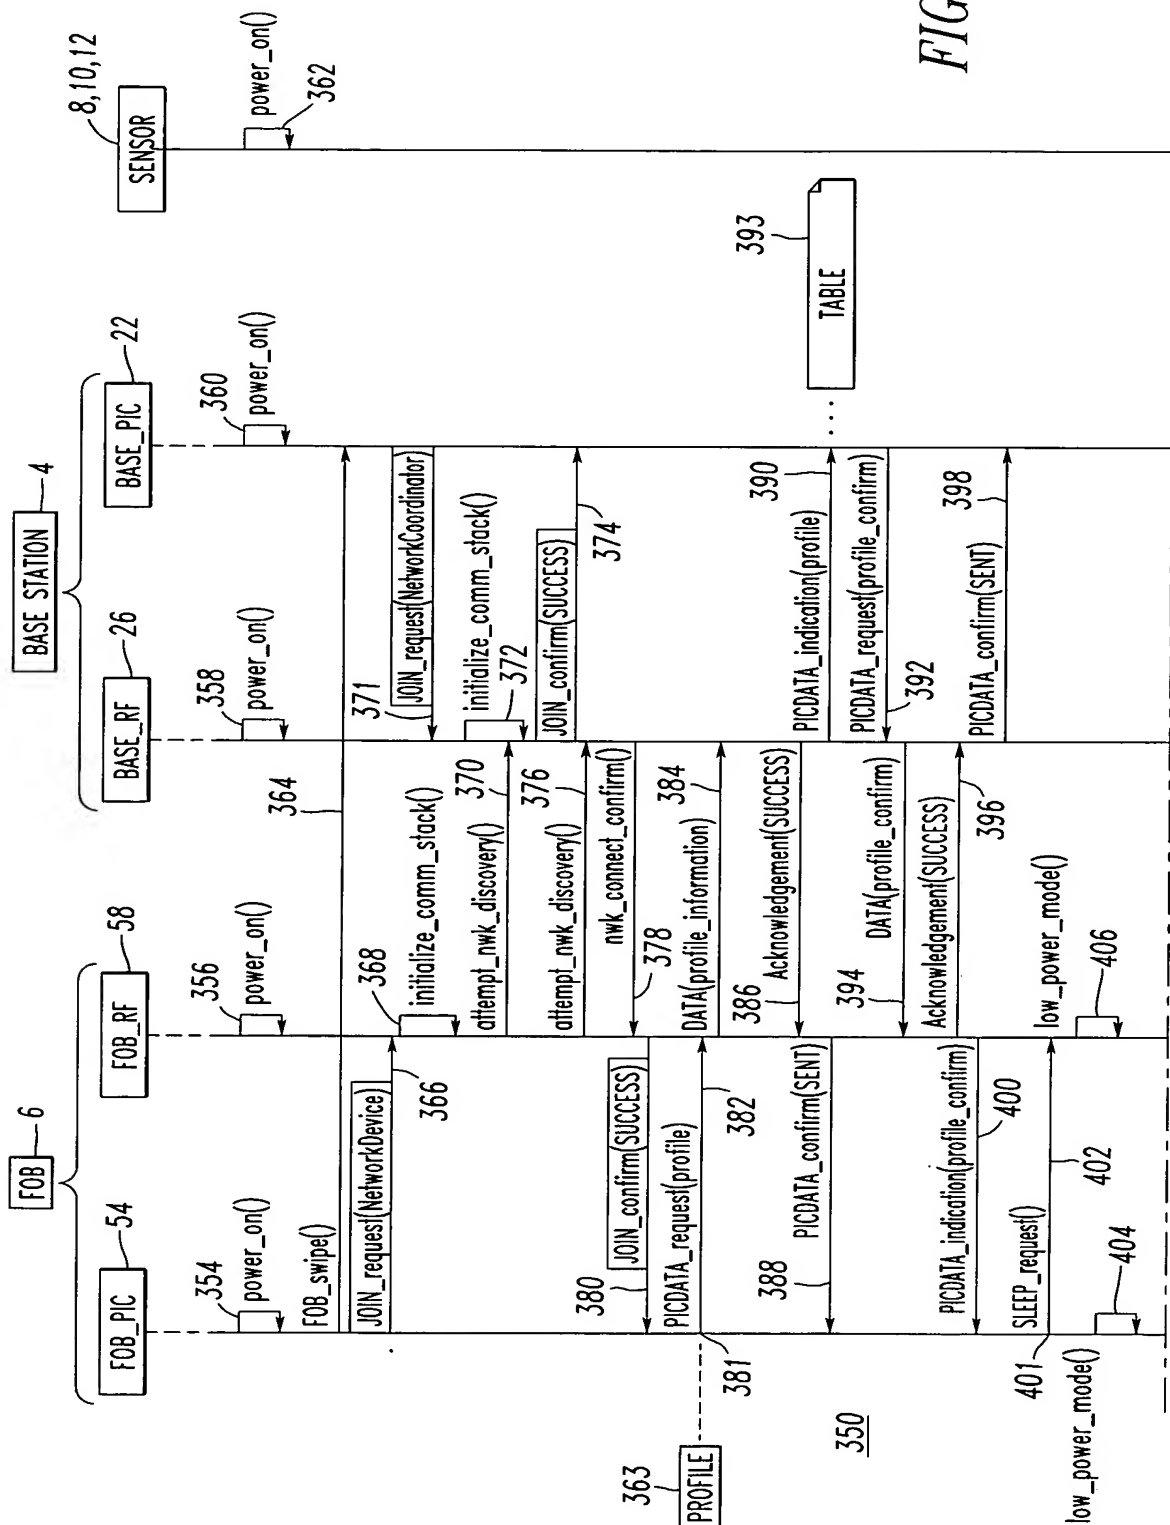 FIG
8,10,12
SENSOR
power_on()
362
BASE STATION
4
BASE_RF
26
BASE_PIC
22
FOB
6
FOB_PIC
54
FOB_RF
58
354
power_on()
356
power_on()
358
power_on()
360
power_on()
FOB_swipe()
364
JOIN_request(NetworkDevice)
366
JOIN_request(NetworkCoordinator)
371
368
initialize_comm_stack()
initialize_comm_stack()
372
attempt_nwk_discovery()
370
JOIN_confirm(SUCCESS)
374
attempt_nwk_discovery()
376
nwk_connect_confirm()
378
JOIN_confirm(SUCCESS)
380
363
PROFILE
PICDATA_request(profile)
381
382
DATA(profile_information)
384
Acknowledgement(SUCCESS)
386
PICDATA_confirm(SENT)
388
PICDATA_indication(profile)
390
393
TABLE
PICDATA_request(profile_confirm)
392
DATA(profile_confirm)
394
Acknowledgement(SUCCESS)
396
PICDATA_confirm(SENT)
398
PICDATA_indication(profile_confirm)
400
SLEEP_request()
401
402
low_power_mode()
404
low_power_mode()
406
350